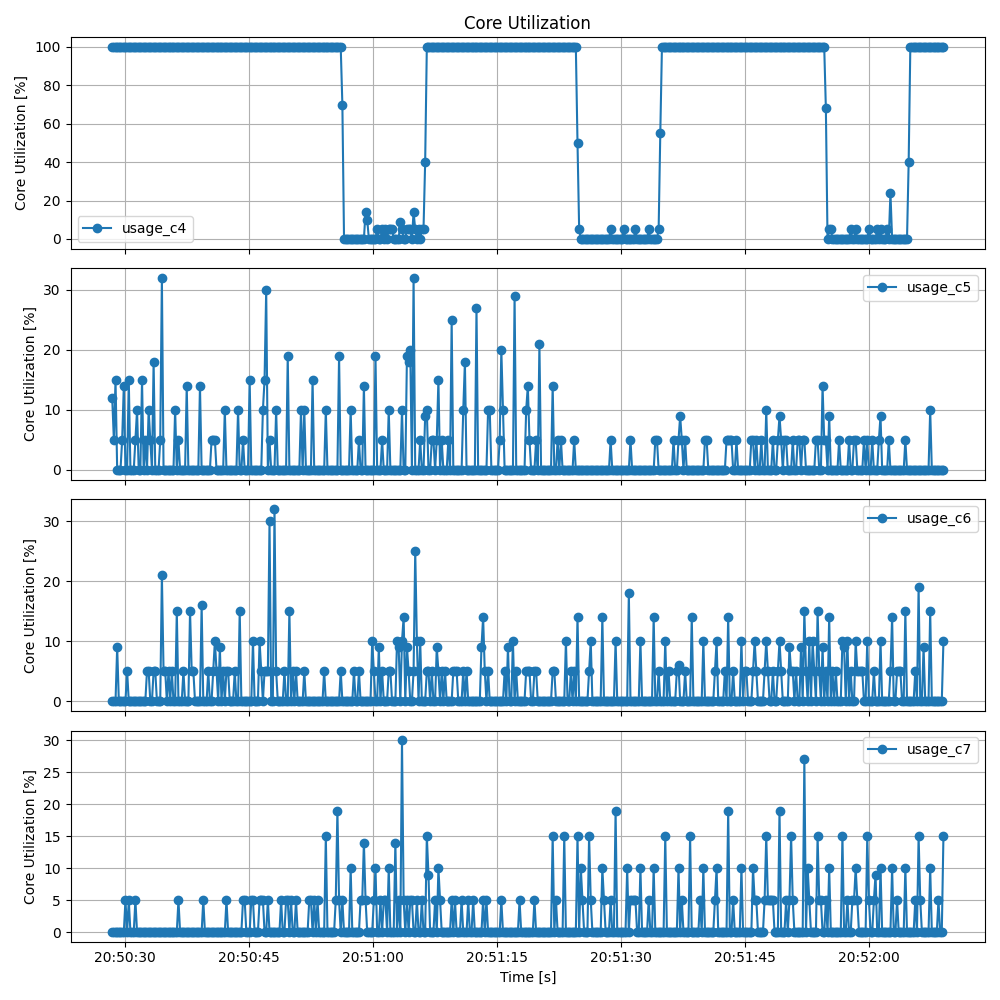 Core Utilization
100
80
60
40
20
0
Core Utilization [%]
usage_c4
30
20
10
0
Core Utilization [%]
usage_c5
30
20
10
0
Core Utilization [%]
usage_c6
30
25
20
15
10
5
0
Core Utilization [%]
usage_c7
20:50:30 20:50:45 20:51:00 20:51:15 20:51:30 20:51:45 20:52:00
Time [s]